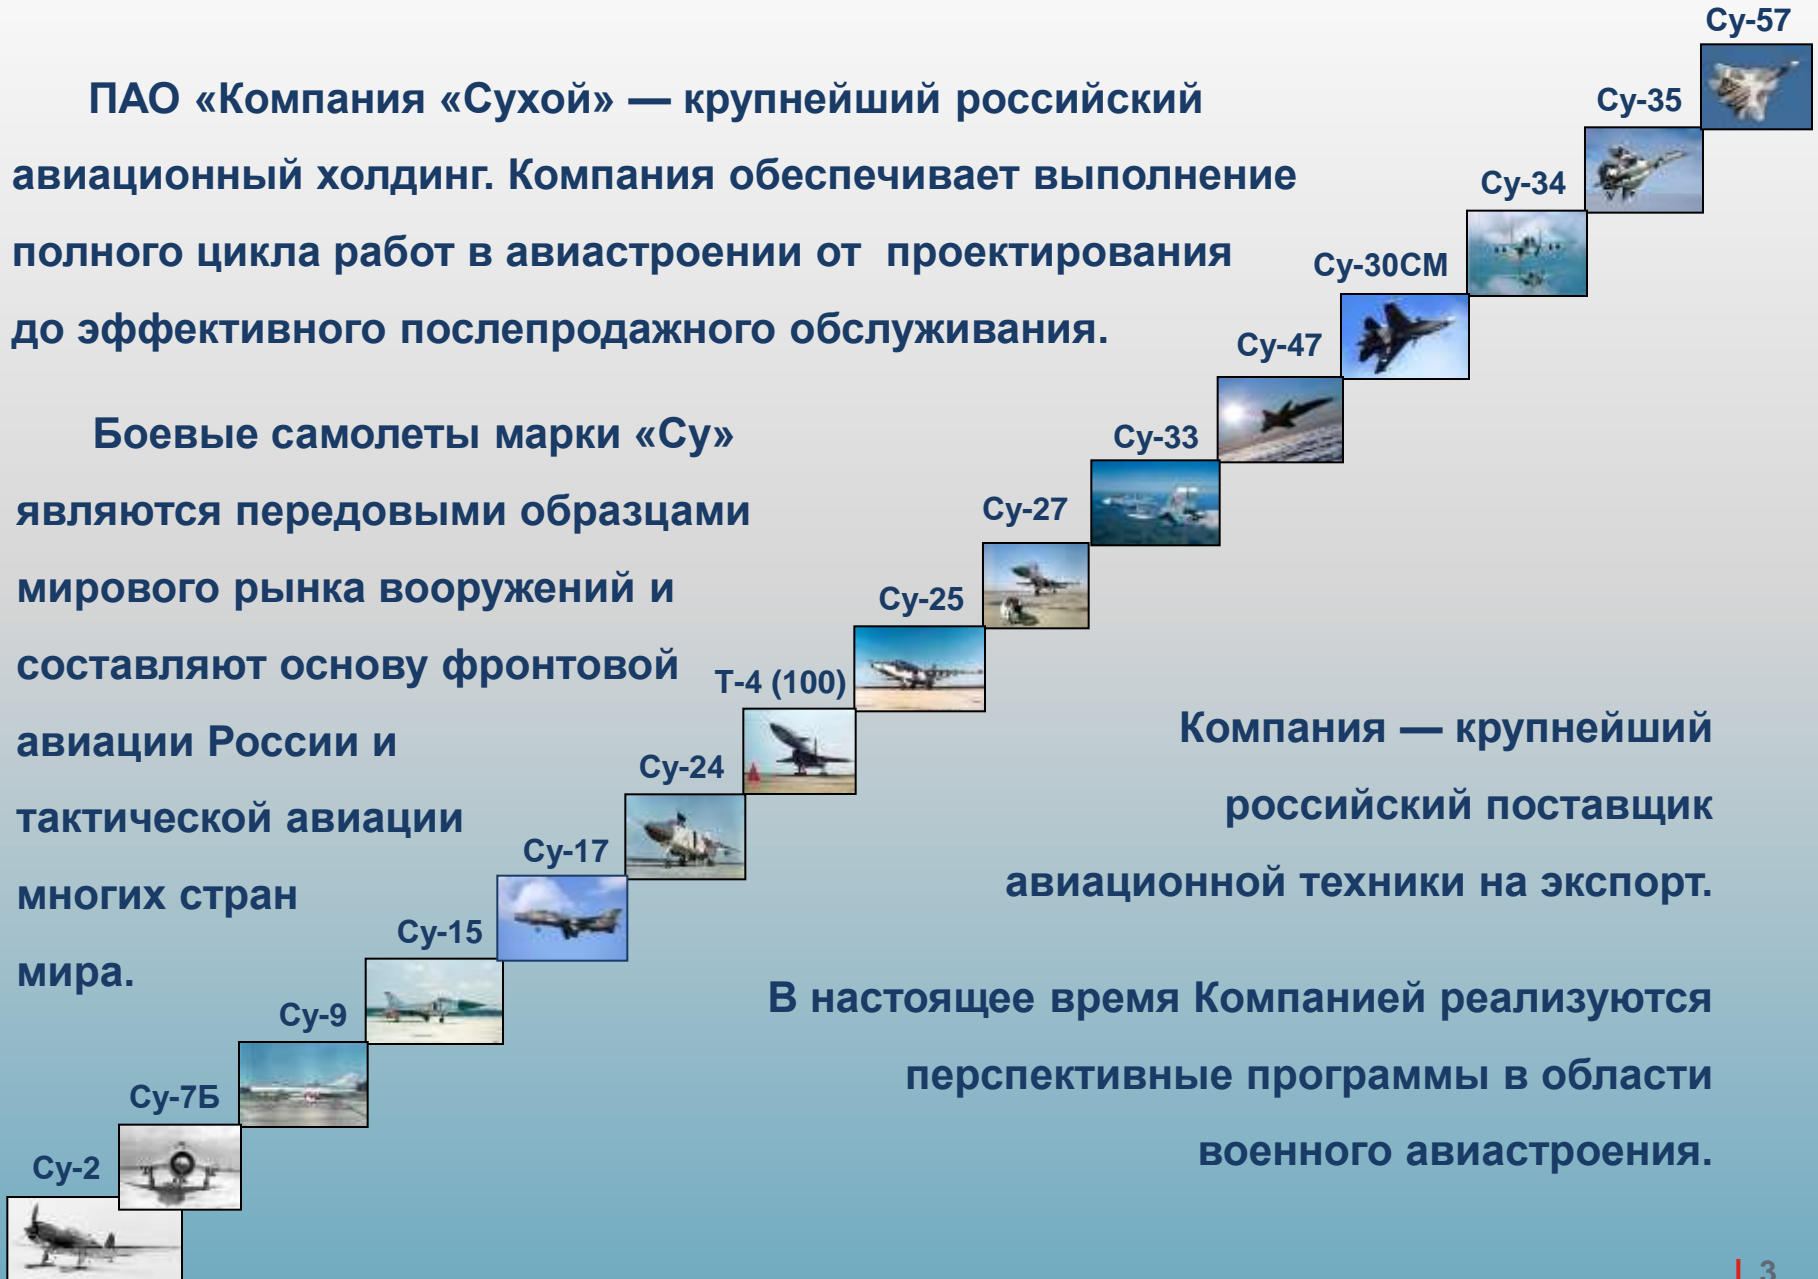 ПАО «Компания «Сухой» — крупнейший российский
авиационный холдинг. Компания обеспечивает выполнение
полного цикла работ в авиастроении от  проектирования
до эффективного послепродажного обслуживания.
Боевые самолеты марки «Су»
являются передовыми образцами
мирового рынка вооружений и
составляют основу фронтовой
авиации России и
тактической авиации
многих стран
мира.
Су-57
Су-35
Су-34
Су-30СМ
Су-47
Су-33
Су-27
Су-25
Т-4 (100)
Су-24
Су-17
Су-15
Су-9
Су-7Б
Су-2
Компания — крупнейший
российский поставщик
авиационной техники на экспорт.
В настоящее время Компанией реализуются
перспективные программы в области
военного авиастроения.
3